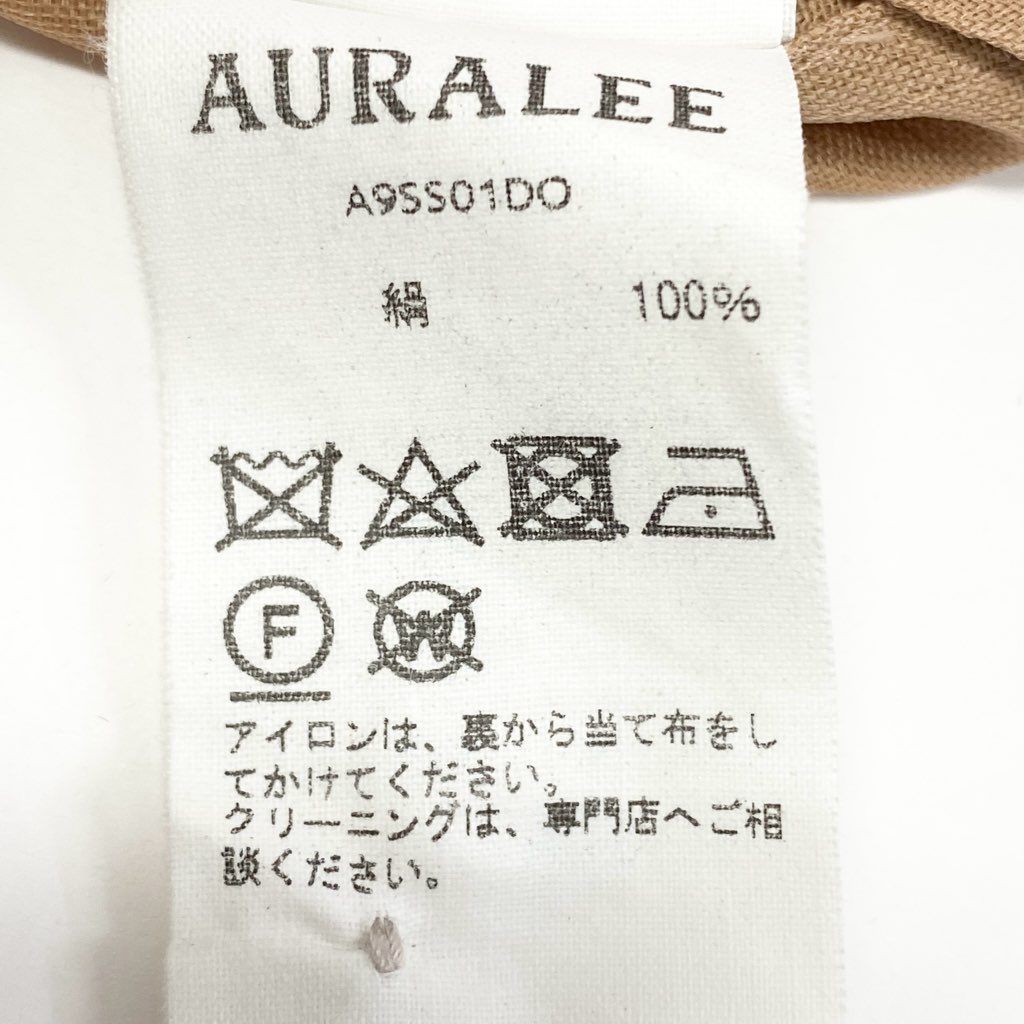 AURALEE
A9SS01DO
絹 100%
F
W
アイロンは、裏から当て布をし
てかけてください。
クリーニングは、専門店へご相
談ください。